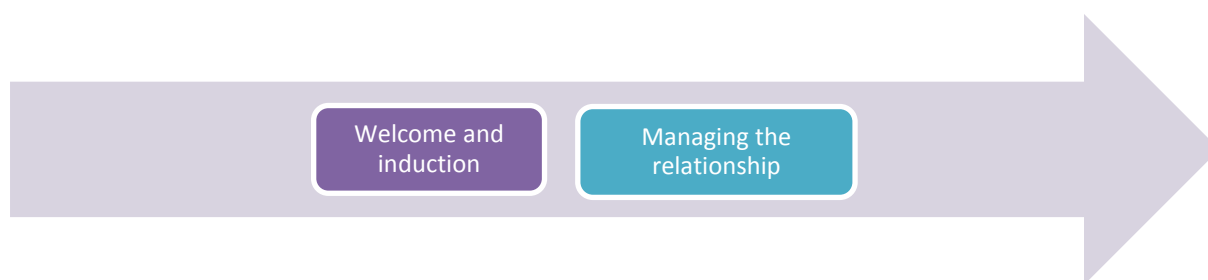 Welcome and
induction
Managing the
relationship